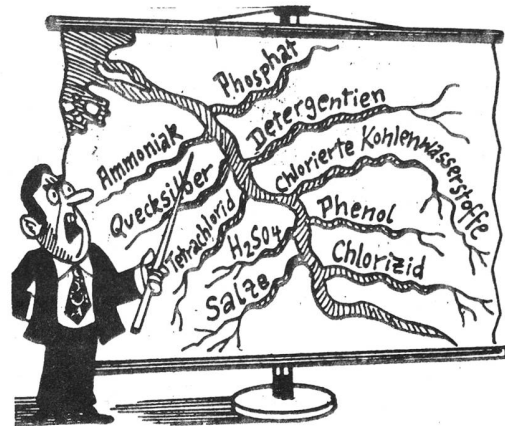 Phosphat
Detergentien
Chlorierte Kohlenwasserstoffe
Phenol
Chlorizid
Ammoniak
Quecksilber
Tetrachlorid
H₂SO₄
Salze